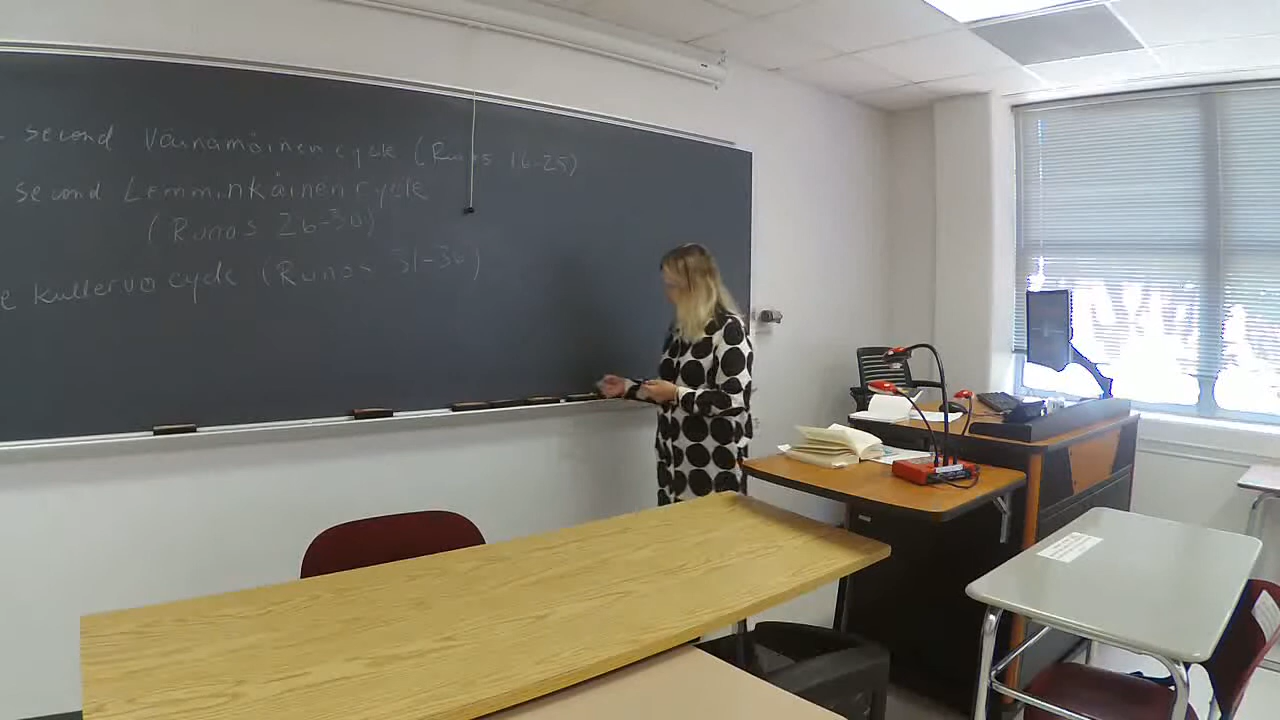 second Väinämöinen cycle (Runos 16-25)
second Lemminkäinen cycle
(Runos 26-30)
Kullervo cycle (Runos 31-36)